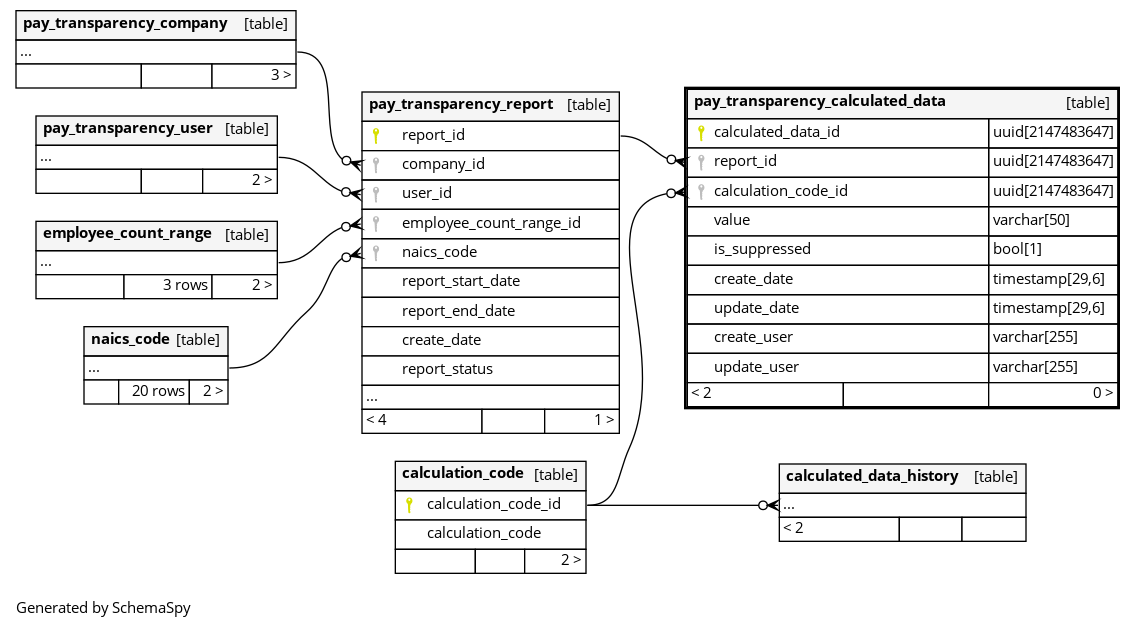 pay_transparency_company [table]
...
3 >
pay_transparency_user [table]
...
2 >
employee_count_range [table]
...
3 rows 2 >
naics_code [table]
...
20 rows 2 >
pay_transparency_report [table]
report_id
company_id
user_id
employee_count_range_id
naics_code
report_start_date
report_end_date
create_date
report_status
...
< 4 1 >
pay_transparency_calculated_data [table]
calculated_data_id uuid[2147483647]
report_id uuid[2147483647]
calculation_code_id uuid[2147483647]
value varchar[50]
is_suppressed bool[1]
create_date timestamp[29,6]
update_date timestamp[29,6]
create_user varchar[255]
update_user varchar[255]
< 2 0 >
calculation_code [table]
calculation_code_id
calculation_code
2 >
calculated_data_history [table]
...
< 2
Generated by SchemaSpy